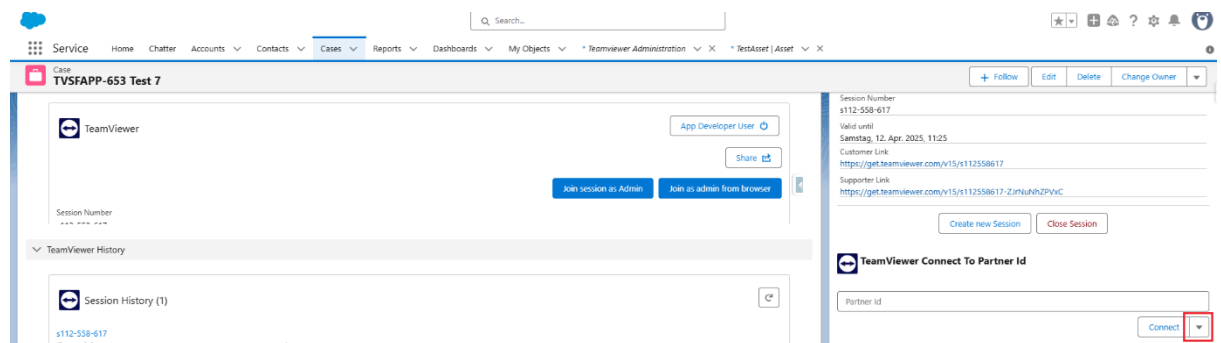 Search...
Service Home Chatter Accounts Contacts Cases Reports Dashboards My Objects * Teamviewer Administration * TestAsset | Asset
Case
TVSFAPP-653 Test 7
+ Follow Edit Delete Change Owner
TeamViewer
App Developer User
Share
Join session as Admin Join as admin from browser
Session Number
TeamViewer History
Session History (1)
s112-558-617
Session Number
s112-558-617
Valid until
Samstag, 12. Apr. 2025, 11:25
Customer Link
https://get.teamviewer.com/v15/s112558617
Supporter Link
https://get.teamviewer.com/v15/s112558617-ZJrNuNhZPVxC
Create new Session Close Session
TeamViewer Connect To Partner Id
Partner Id
Connect